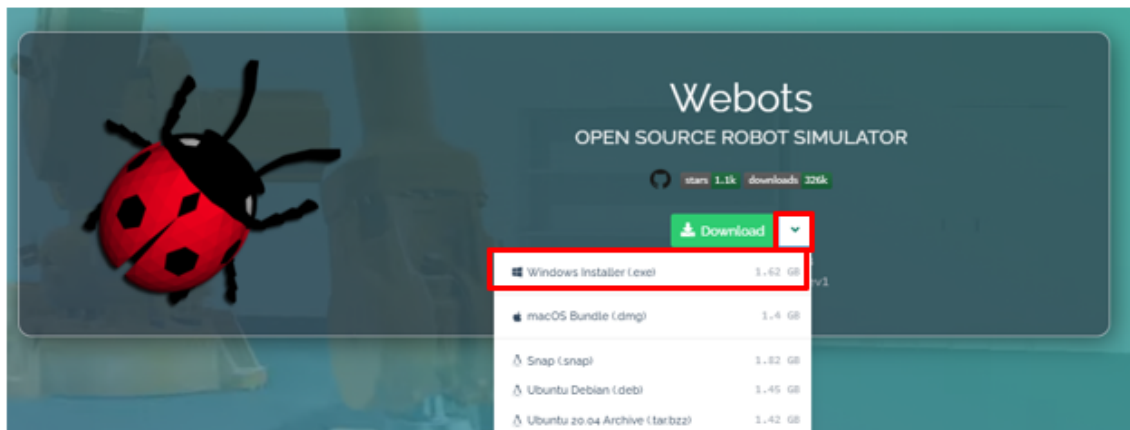 Webots
OPEN SOURCE ROBOT SIMULATOR
stars 1.1k downloads 326k
Download
Windows Installer (.exe) 1.62 GB
v1
macOS Bundle (.dmg) 1.4 GB
Snap (.snap) 1.82 GB
Ubuntu Debian (.deb) 1.45 GB
Ubuntu 20.04 Archive (.tar.bz2) 1.42 GB